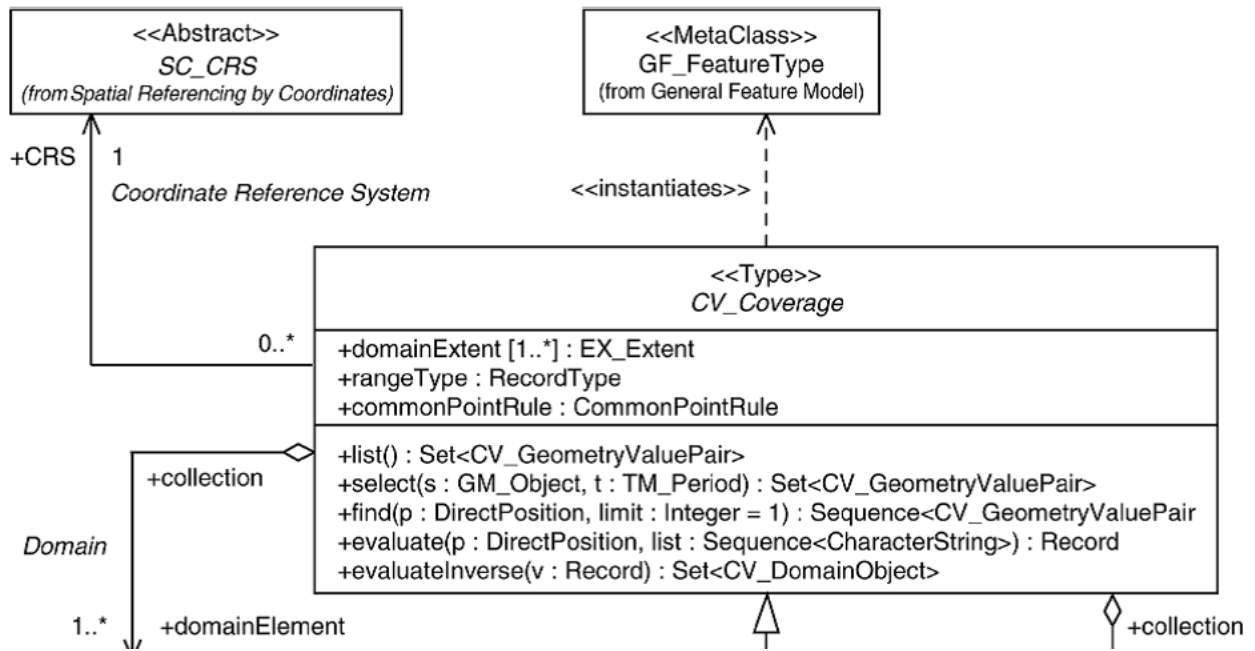 <<Abstract>>
SC_CRS
(from Spatial Referencing by Coordinates)
<<MetaClass>>
GF_FeatureType
(from General Feature Model)
+CRS
1
Coordinate Reference System
<<instantiates>>
0..*
<<Type>>
CV_Coverage
+domainExtent [1..*] : EX_Extent
+rangeType : RecordType
+commonPointRule : CommonPointRule
+list() : Set<CV_GeometryValuePair>
+select(s : GM_Object, t : TM_Period) : Set<CV_GeometryValuePair>
+find(p : DirectPosition, limit : Integer = 1) : Sequence<CV_GeometryValuePair
+evaluate(p : DirectPosition, list : Sequence<CharacterString>) : Record
+evaluateInverse(v : Record) : Set<CV_DomainObject>
+collection
Domain
1..*
+domainElement
+collection